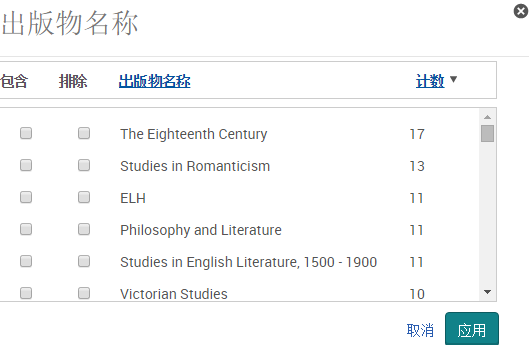 出版物名称
包含 排除 出版物名称 计数
The Eighteenth Century 17
Studies in Romanticism 13
ELH 11
Philosophy and Literature 11
Studies in English Literature, 1500 - 1900 11
Victorian Studies 10
取消 应用